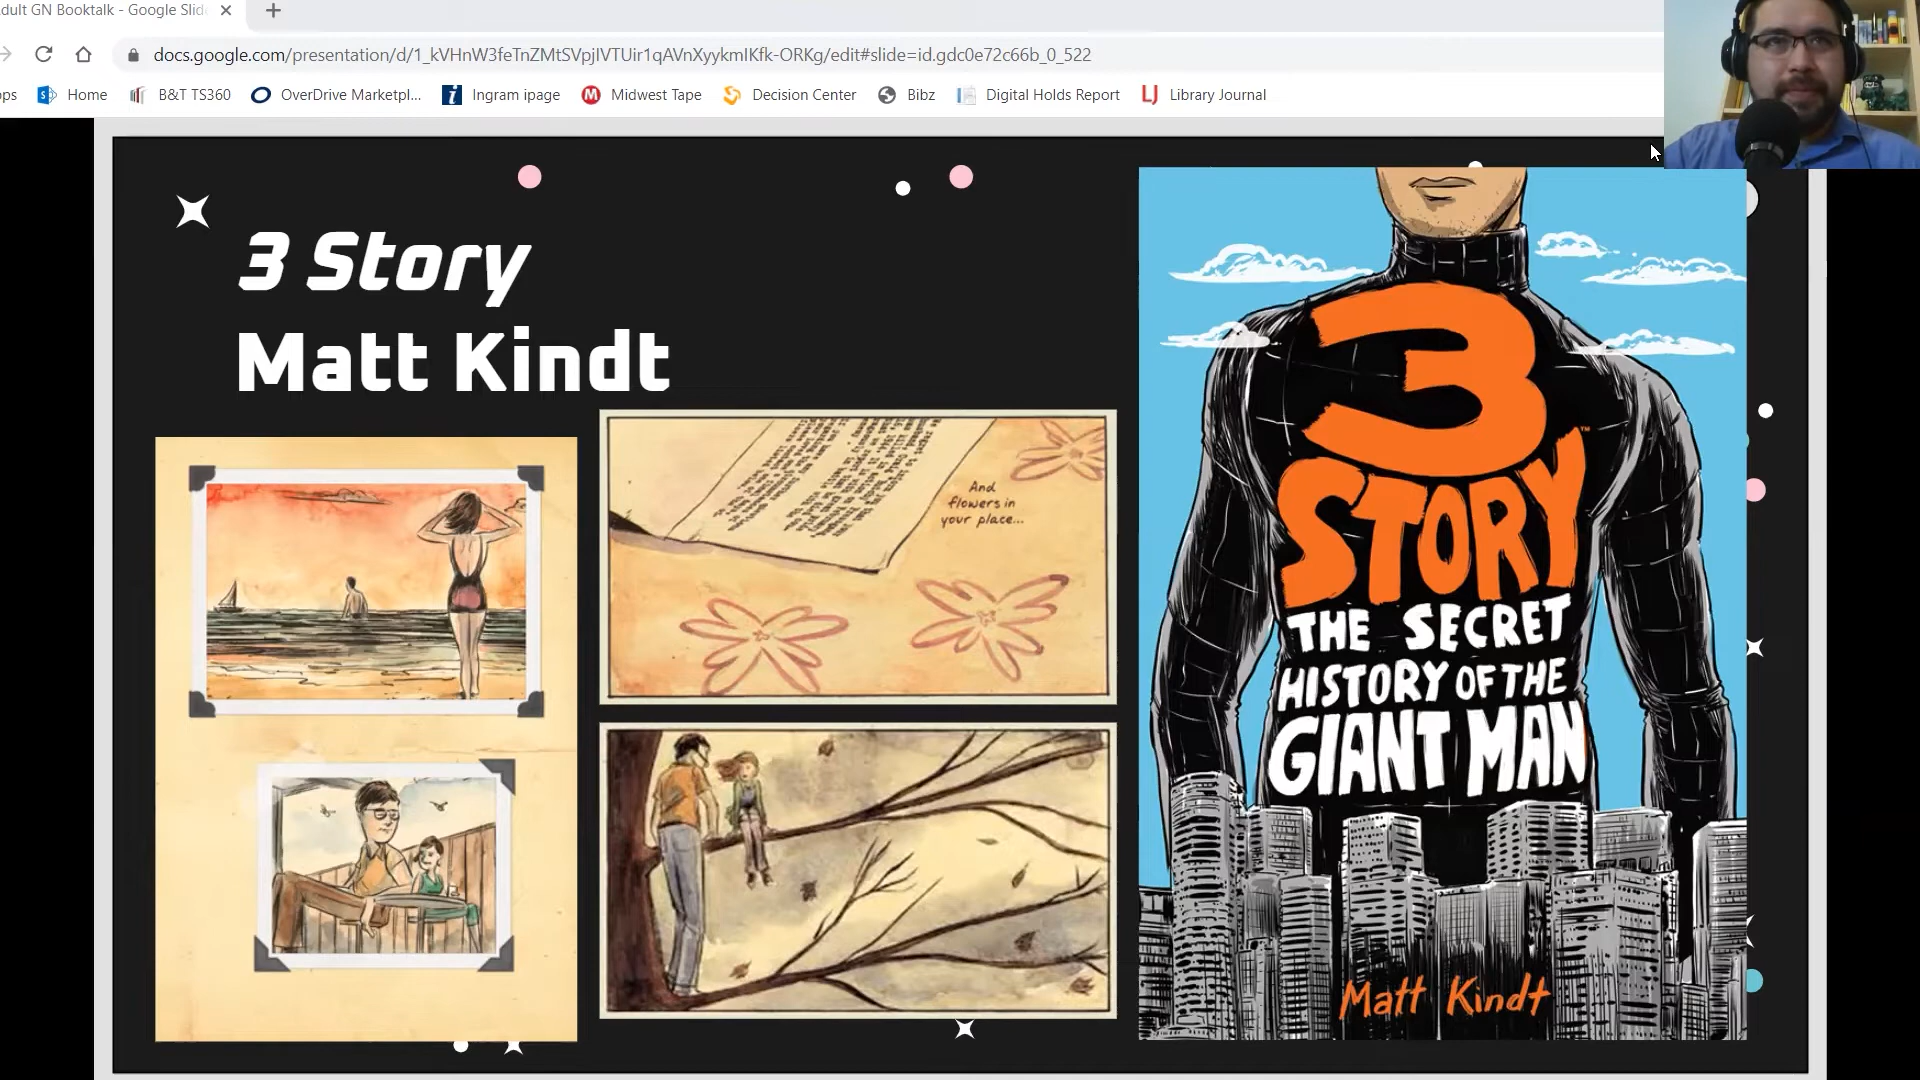 dult GN Booktalk - Google Slid
docs.google.com/presentation/d/1_kVHnW3feTnZMtSVpjIVTUir1qAVnXyykmIKfk-ORKg/edit#slide=id.gdc0e72c66b_0_522
ps Home B&T TS360 OverDrive Marketpl... Ingram ipage Midwest Tape Decision Center Bibz Digital Holds Report LJ Library Journal
3 Story
Matt Kindt
And
flowers in
your place...
3
STORY™
THE SECRET
HISTORY OF THE
GIANT MAN
Matt Kindt